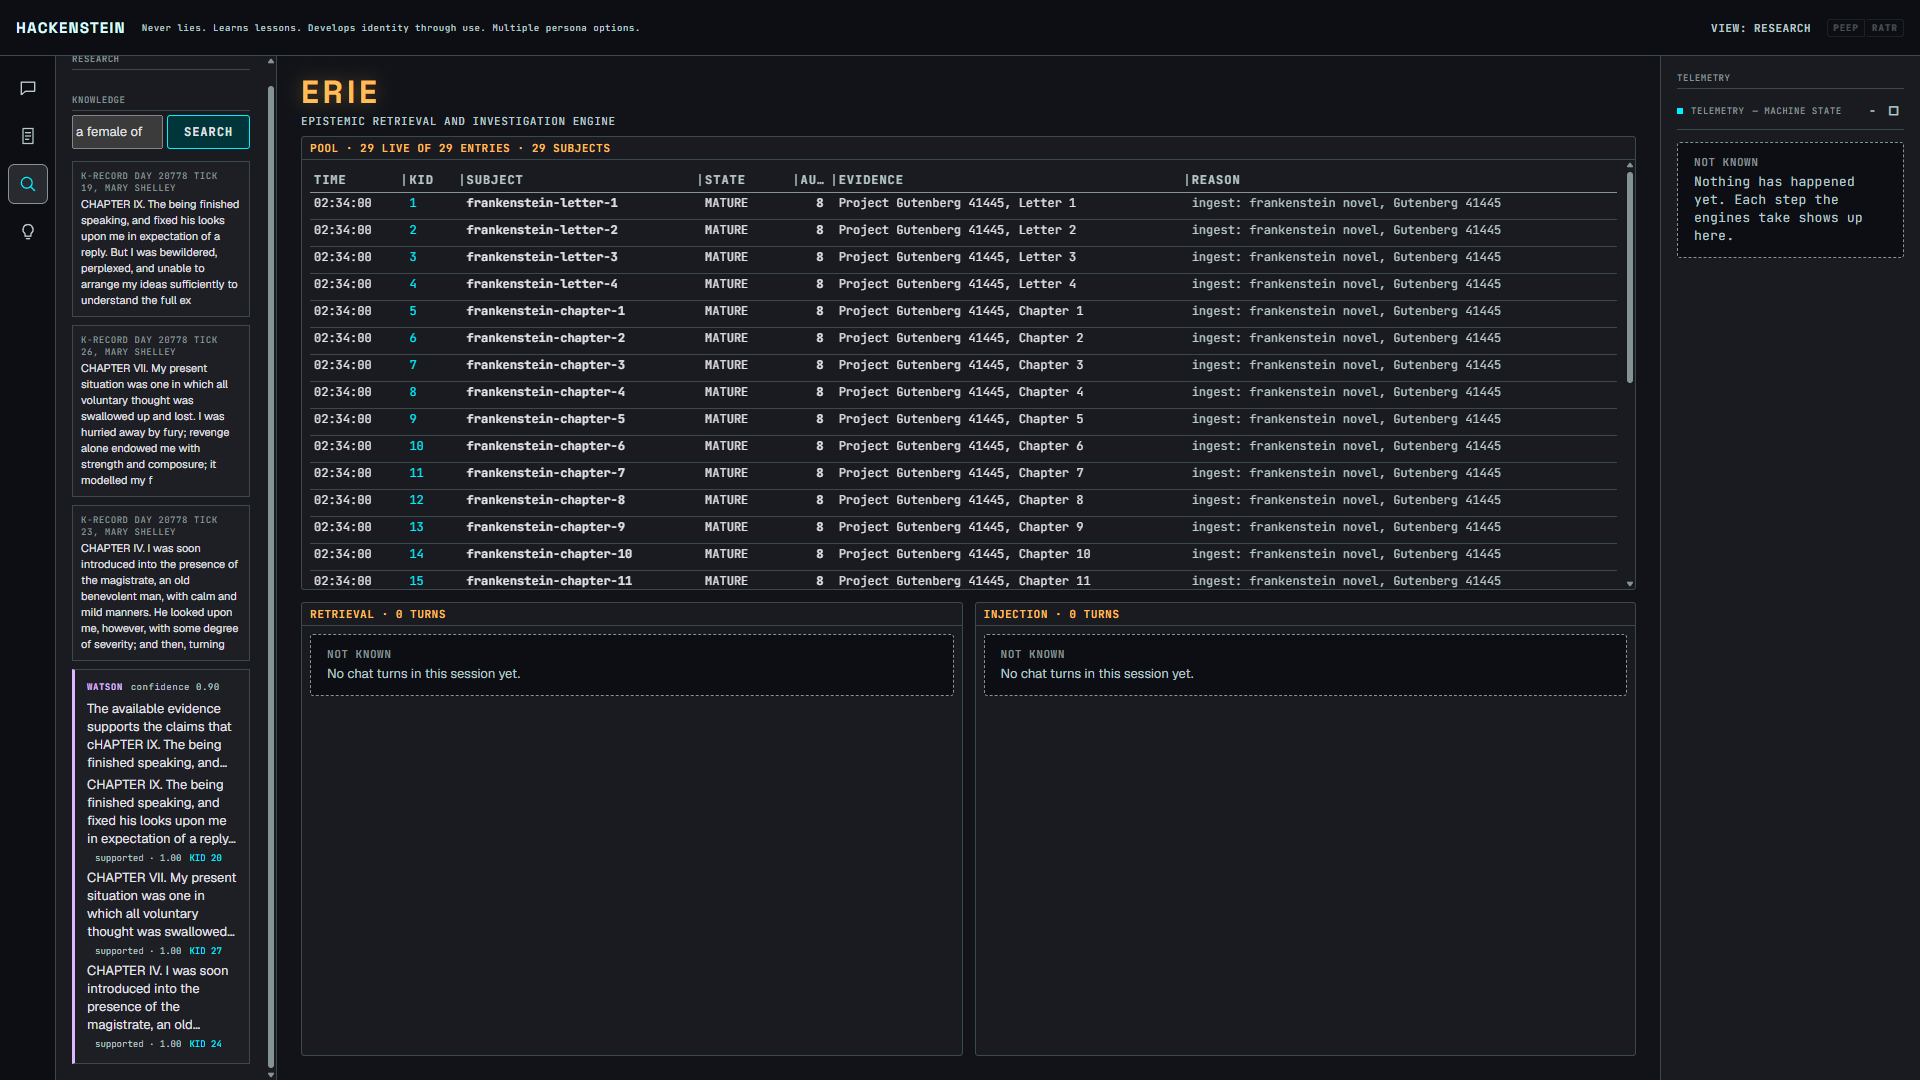 HACKENSTEIN Never lies. Learns lessons. Develops identity through use. Multiple persona options.
VIEW: RESEARCH PEEP RATR
RESEARCH
KNOWLEDGE
a female of SEARCH
K-RECORD DAY 20778 TICK
19, MARY SHELLEY
CHAPTER IX. The being finished
speaking, and fixed his looks
upon me in expectation of a
reply. But I was bewildered,
perplexed, and unable to
arrange my ideas sufficiently to
understand the full ex
K-RECORD DAY 20778 TICK
26, MARY SHELLEY
CHAPTER VII. My present
situation was one in which all
voluntary thought was
swallowed up and lost. I was
hurried away by fury; revenge
alone endowed me with
strength and composure; it
modelled my f
K-RECORD DAY 20778 TICK
23, MARY SHELLEY
CHAPTER IV. I was soon
introduced into the presence of
the magistrate, an old
benevolent man, with calm and
mild manners. He looked upon
me, however, with some degree
of severity; and then, turning
WATSON confidence 0.90
The available evidence
supports the claims that
cHAPTER IX. The being
finished speaking, and…
CHAPTER IX. The being
finished speaking, and
fixed his looks upon me
in expectation of a reply…
supported · 1.00 KID 20
CHAPTER VII. My present
situation was one in
which all voluntary
thought was swallowed…
supported · 1.00 KID 27
CHAPTER IV. I was soon
introduced into the
presence of the
magistrate, an old…
supported · 1.00 KID 24
ERIE
EPISTEMIC RETRIEVAL AND INVESTIGATION ENGINE
POOL · 29 LIVE OF 29 ENTRIES · 29 SUBJECTS
TIME |KID |SUBJECT |STATE |AU… |EVIDENCE |REASON
02:34:00 1 frankenstein-letter-1 MATURE 8 Project Gutenberg 41445, Letter 1 ingest: frankenstein novel, Gutenberg 41445
02:34:00 2 frankenstein-letter-2 MATURE 8 Project Gutenberg 41445, Letter 2 ingest: frankenstein novel, Gutenberg 41445
02:34:00 3 frankenstein-letter-3 MATURE 8 Project Gutenberg 41445, Letter 3 ingest: frankenstein novel, Gutenberg 41445
02:34:00 4 frankenstein-letter-4 MATURE 8 Project Gutenberg 41445, Letter 4 ingest: frankenstein novel, Gutenberg 41445
02:34:00 5 frankenstein-chapter-1 MATURE 8 Project Gutenberg 41445, Chapter 1 ingest: frankenstein novel, Gutenberg 41445
02:34:00 6 frankenstein-chapter-2 MATURE 8 Project Gutenberg 41445, Chapter 2 ingest: frankenstein novel, Gutenberg 41445
02:34:00 7 frankenstein-chapter-3 MATURE 8 Project Gutenberg 41445, Chapter 3 ingest: frankenstein novel, Gutenberg 41445
02:34:00 8 frankenstein-chapter-4 MATURE 8 Project Gutenberg 41445, Chapter 4 ingest: frankenstein novel, Gutenberg 41445
02:34:00 9 frankenstein-chapter-5 MATURE 8 Project Gutenberg 41445, Chapter 5 ingest: frankenstein novel, Gutenberg 41445
02:34:00 10 frankenstein-chapter-6 MATURE 8 Project Gutenberg 41445, Chapter 6 ingest: frankenstein novel, Gutenberg 41445
02:34:00 11 frankenstein-chapter-7 MATURE 8 Project Gutenberg 41445, Chapter 7 ingest: frankenstein novel, Gutenberg 41445
02:34:00 12 frankenstein-chapter-8 MATURE 8 Project Gutenberg 41445, Chapter 8 ingest: frankenstein novel, Gutenberg 41445
02:34:00 13 frankenstein-chapter-9 MATURE 8 Project Gutenberg 41445, Chapter 9 ingest: frankenstein novel, Gutenberg 41445
02:34:00 14 frankenstein-chapter-10 MATURE 8 Project Gutenberg 41445, Chapter 10 ingest: frankenstein novel, Gutenberg 41445
02:34:00 15 frankenstein-chapter-11 MATURE 8 Project Gutenberg 41445, Chapter 11 ingest: frankenstein novel, Gutenberg 41445
RETRIEVAL · 0 TURNS
NOT KNOWN
No chat turns in this session yet.
INJECTION · 0 TURNS
NOT KNOWN
No chat turns in this session yet.
TELEMETRY
TELEMETRY — MACHINE STATE
NOT KNOWN
Nothing has happened
yet. Each step the
engines take shows up
here.